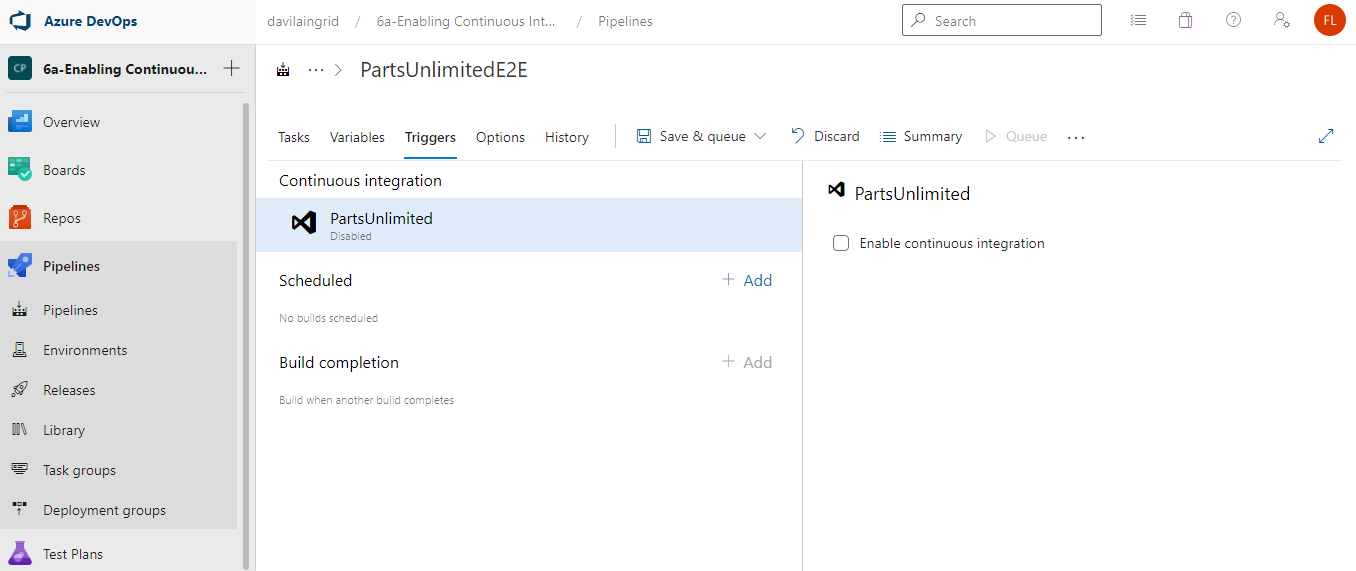 Azure DevOps
davilaingrid / 6a-Enabling Continuous Int... / Pipelines
Search
FL
CP
6a-Enabling Continuou...
PartsUnlimitedE2E
Overview
Boards
Repos
Pipelines
Pipelines
Environments
Releases
Library
Task groups
Deployment groups
Test Plans
Tasks Variables Triggers Options History Save & queue Discard Summary Queue ...
Continuous integration
PartsUnlimited
Disabled
Scheduled
+ Add
No builds scheduled
Build completion
+ Add
Build when another build completes
PartsUnlimited
Enable continuous integration